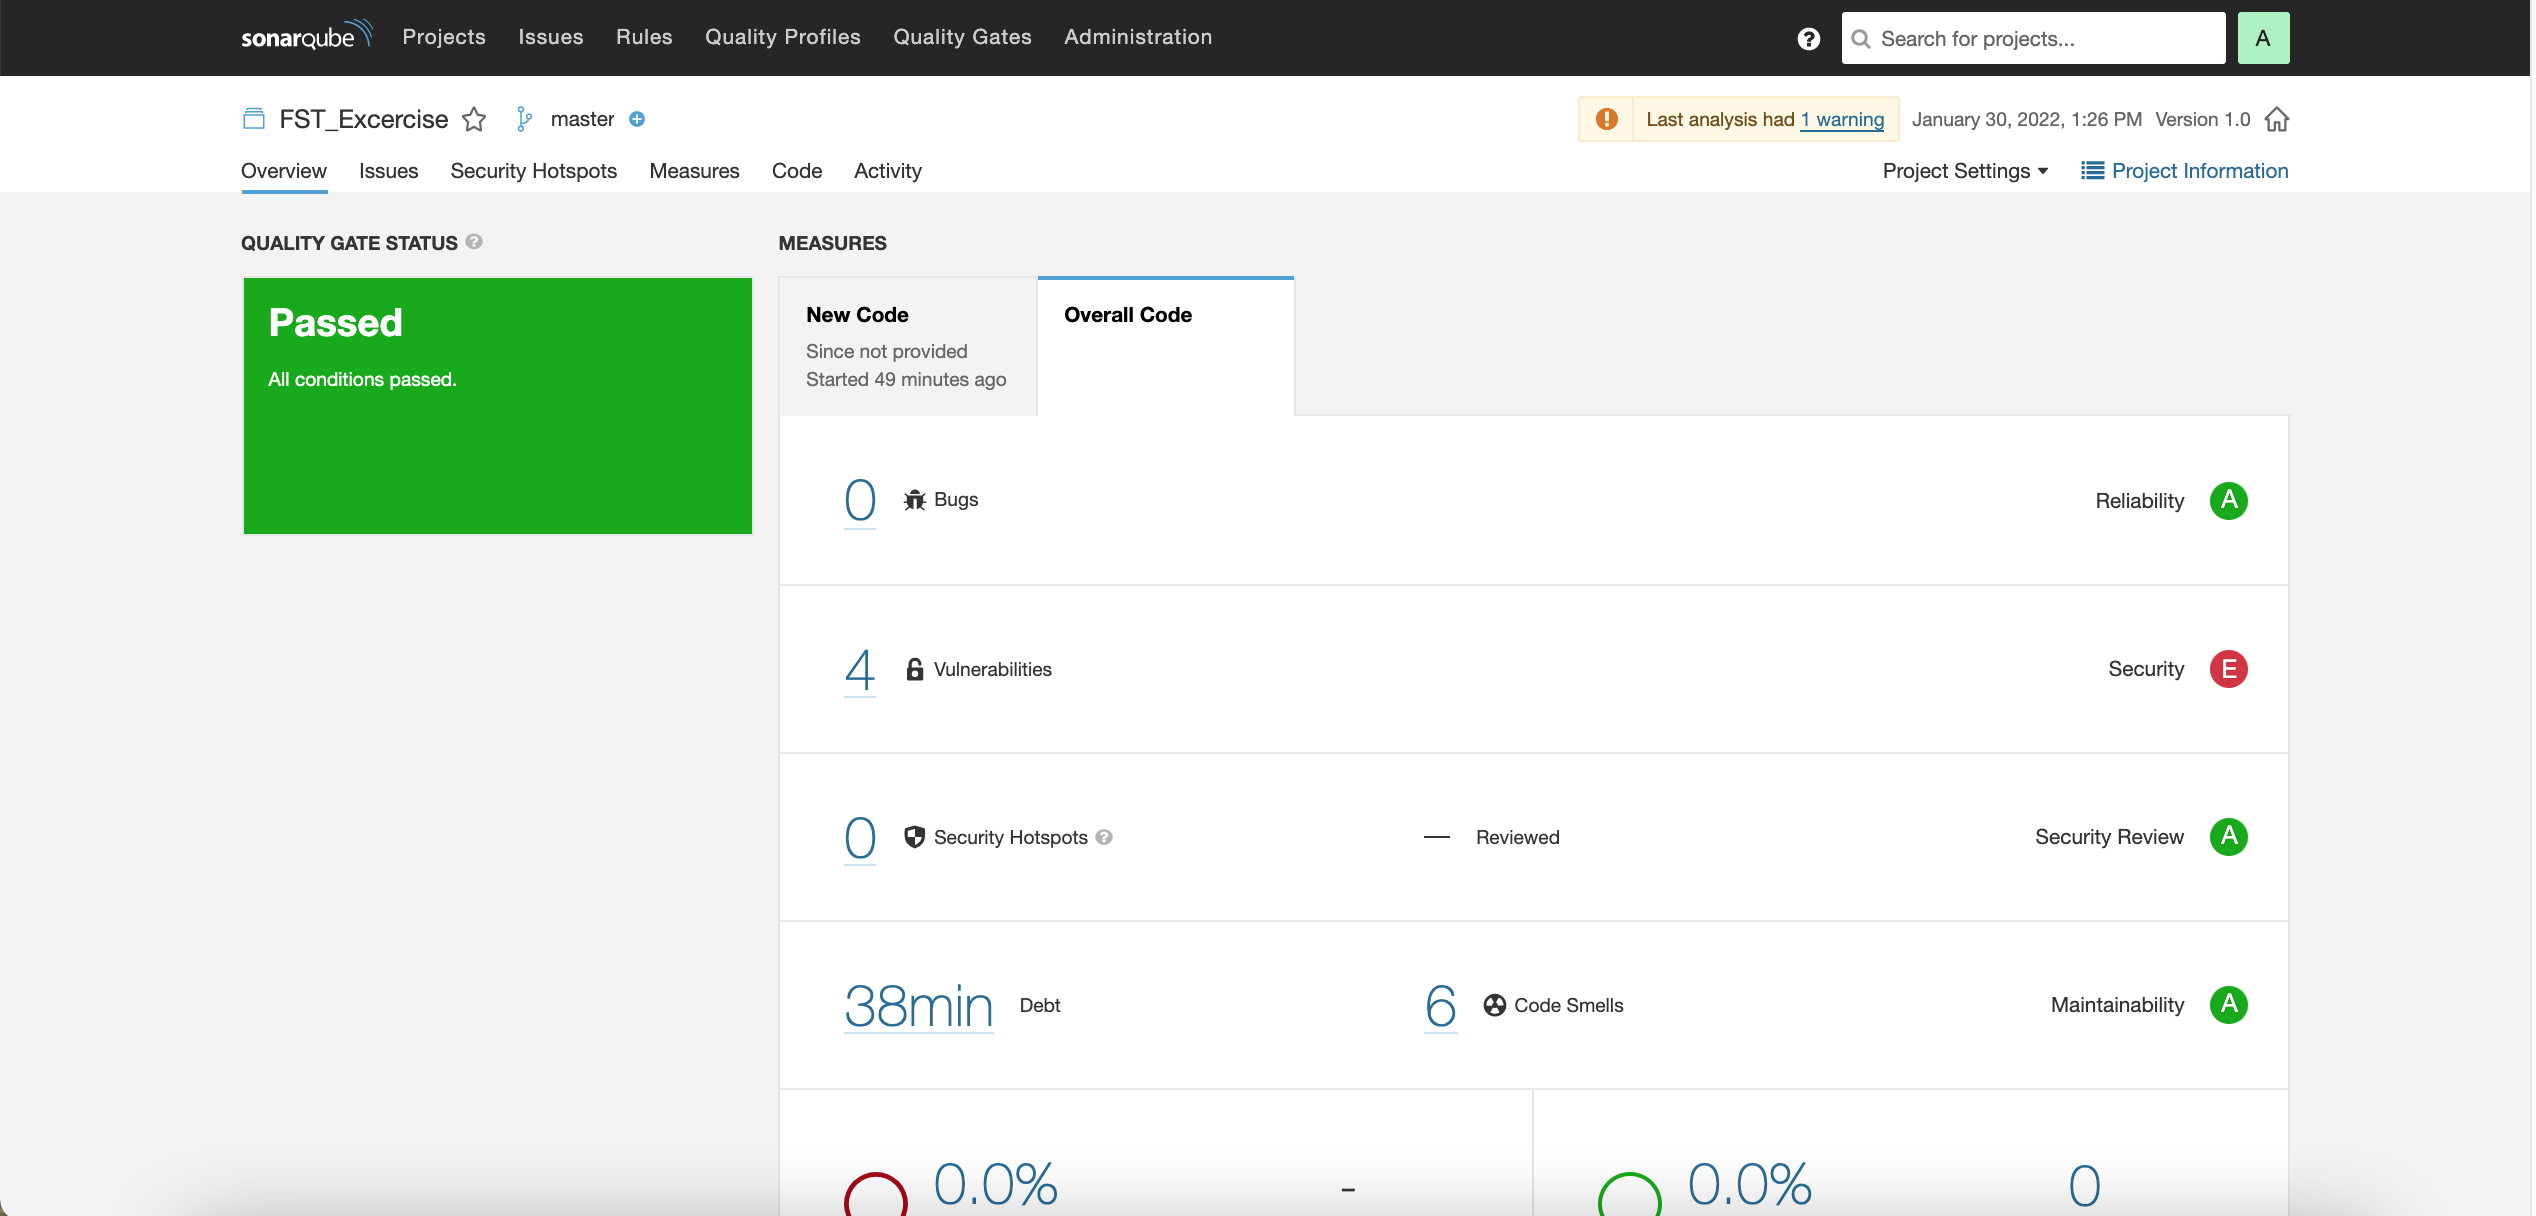 sonarqube Projects Issues Rules Quality Profiles Quality Gates Administration ? Search for projects... A
FST_Excercise master Last analysis had 1 warning January 30, 2022, 1:26 PM Version 1.0
Overview Issues Security Hotspots Measures Code Activity Project Settings Project Information
QUALITY GATE STATUS ? MEASURES
Passed
All conditions passed.
New Code
Since not provided
Started 49 minutes ago
Overall Code
0 Bugs Reliability A
4 Vulnerabilities Security E
0 Security Hotspots ? — Reviewed Security Review A
38min Debt 6 Code Smells Maintainability A
0.0% - 0.0% 0